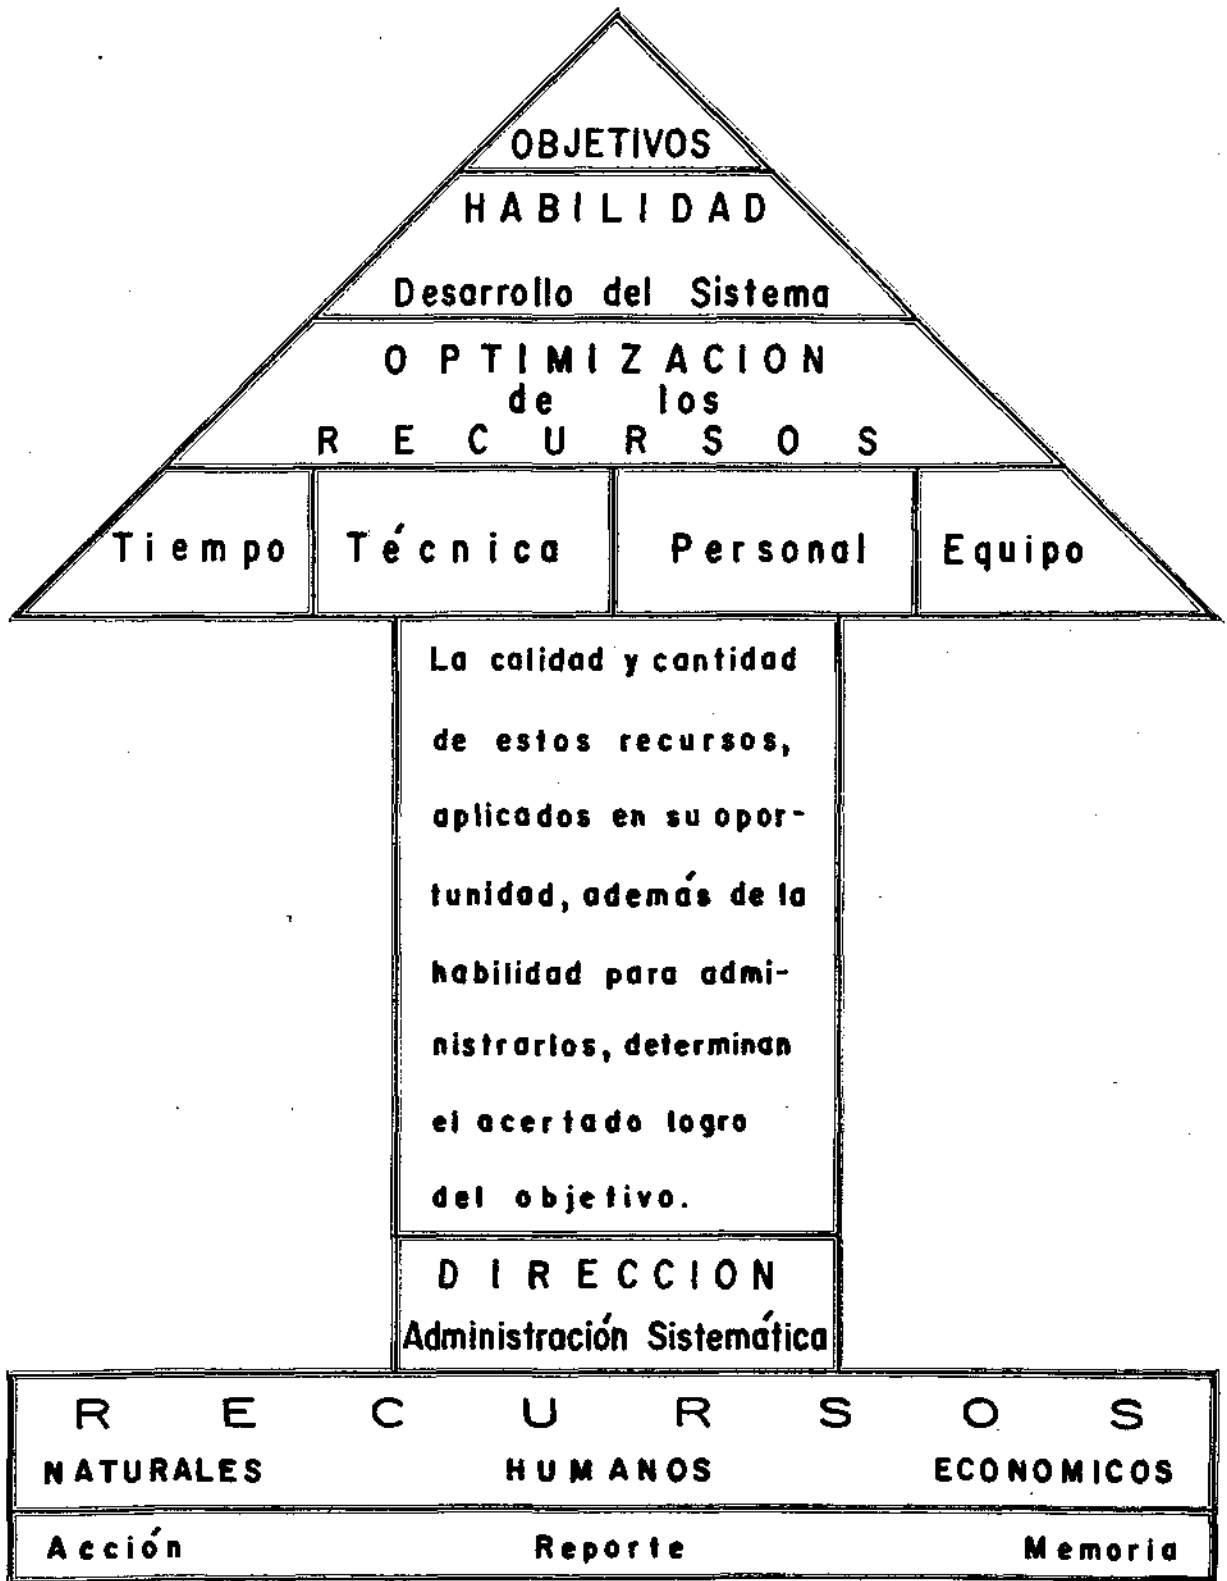 OBJETIVOS
HABILIDAD
Desarrollo del Sistema
OPTIMIZACION
de los
RECURSOS
Tiempo Técnica Personal Equipo
La calidad y cantidad
de estos recursos,
aplicados en su opor-
tunidad, además de la
habilidad para admi-
nistrarlos, determinan
el acertado logro
del objetivo.
DIRECCION
Administración Sistemática
RECURSOS
NATURALES HUMANOS ECONOMICOS
Acción Reporte Memoria